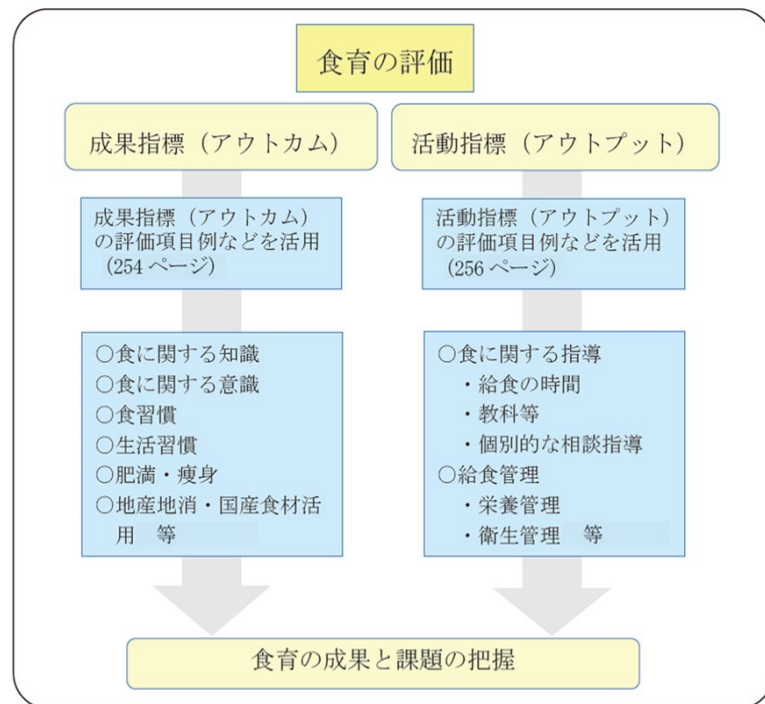 食育の評価
成果指標（アウトカム）
活動指標（アウトプット）
成果指標（アウトカム）
の評価項目例などを活用
(254 ページ)
活動指標（アウトプット）
の評価項目例などを活用
(256 ページ)
○食に関する知識
○食に関する意識
○食習慣
○生活習慣
○肥満・痩身
○地産地消・国産食材活
用　等
○食に関する指導
・給食の時間
・教科等
・個別的な相談指導
○給食管理
・栄養管理
・衛生管理　等
食育の成果と課題の把握